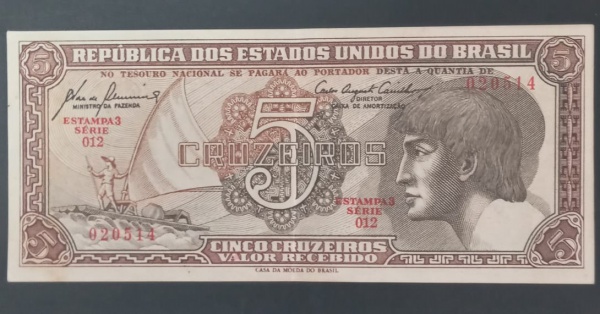 5 5
REPÚBLICA DOS ESTADOS UNIDOS DO BRASIL
NO TESOURO NACIONAL SE PAGARÁ AO PORTADOR DESTA A QUANTIA DE
020514
MINISTRO DA FAZENDA
DIRETOR
CAIXA DE AMORTIZAÇÃO
ESTAMPA 3
SÉRIE
012
5
CRUZEIROS
ESTAMPA 3
SÉRIE
012
020514
5 5
CINCO CRUZEIROS
VALOR RECEBIDO
CASA DA MOEDA DO BRASIL